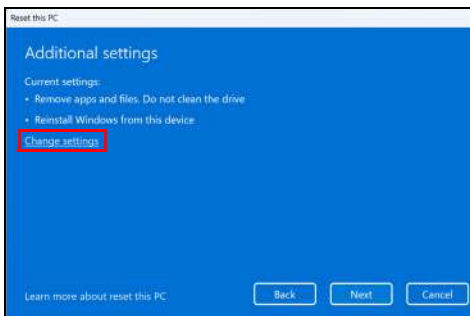 Reset this PC
Additional settings
Current settings:
• Remove apps and files. Do not clean the drive
• Reinstall Windows from this device
Change settings
Learn more about reset this PC
Back
Next
Cancel